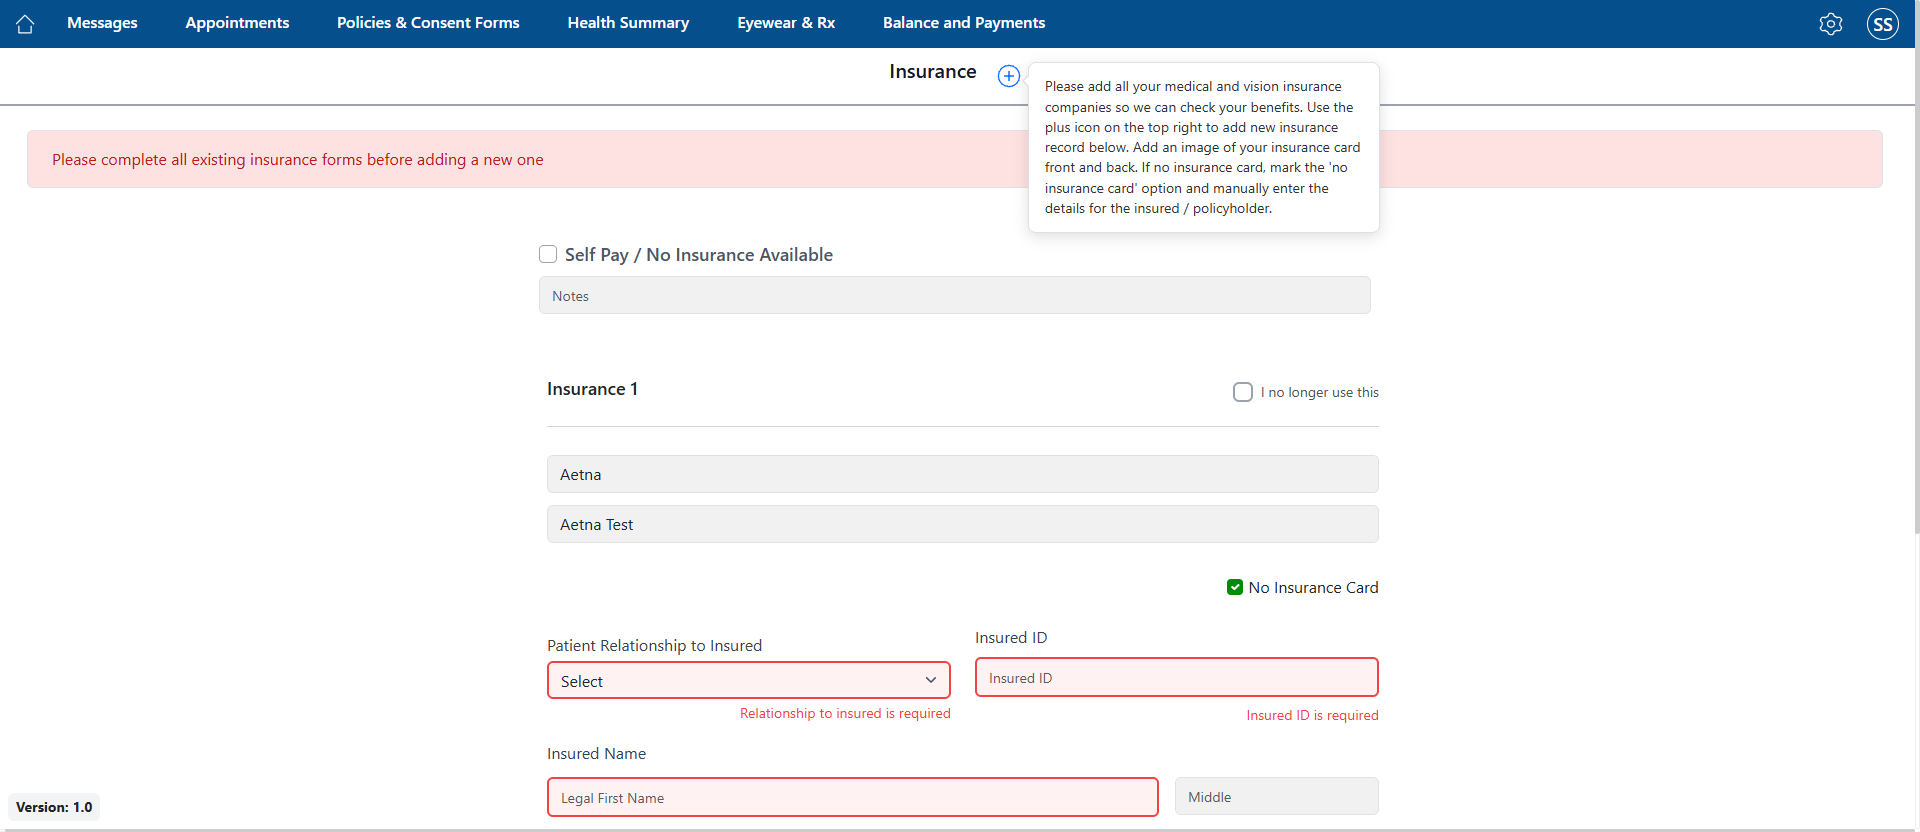 Messages
Appointments
Policies & Consent Forms
Health Summary
Eyewear & Rx
Balance and Payments
SS
Insurance
Please add all your medical and vision insurance
companies so we can check your benefits. Use the
plus icon on the top right to add new insurance
record below. Add an image of your insurance card
front and back. If no insurance card, mark the 'no
insurance card' option and manually enter the
details for the insured / policyholder.
Please complete all existing insurance forms before adding a new one
Self Pay / No Insurance Available
Notes
Insurance 1
I no longer use this
Aetna
Aetna Test
No Insurance Card
Patient Relationship to Insured
Insured ID
Select
Insured ID
Relationship to insured is required
Insured ID is required
Insured Name
Legal First Name
Middle
Version: 1.0